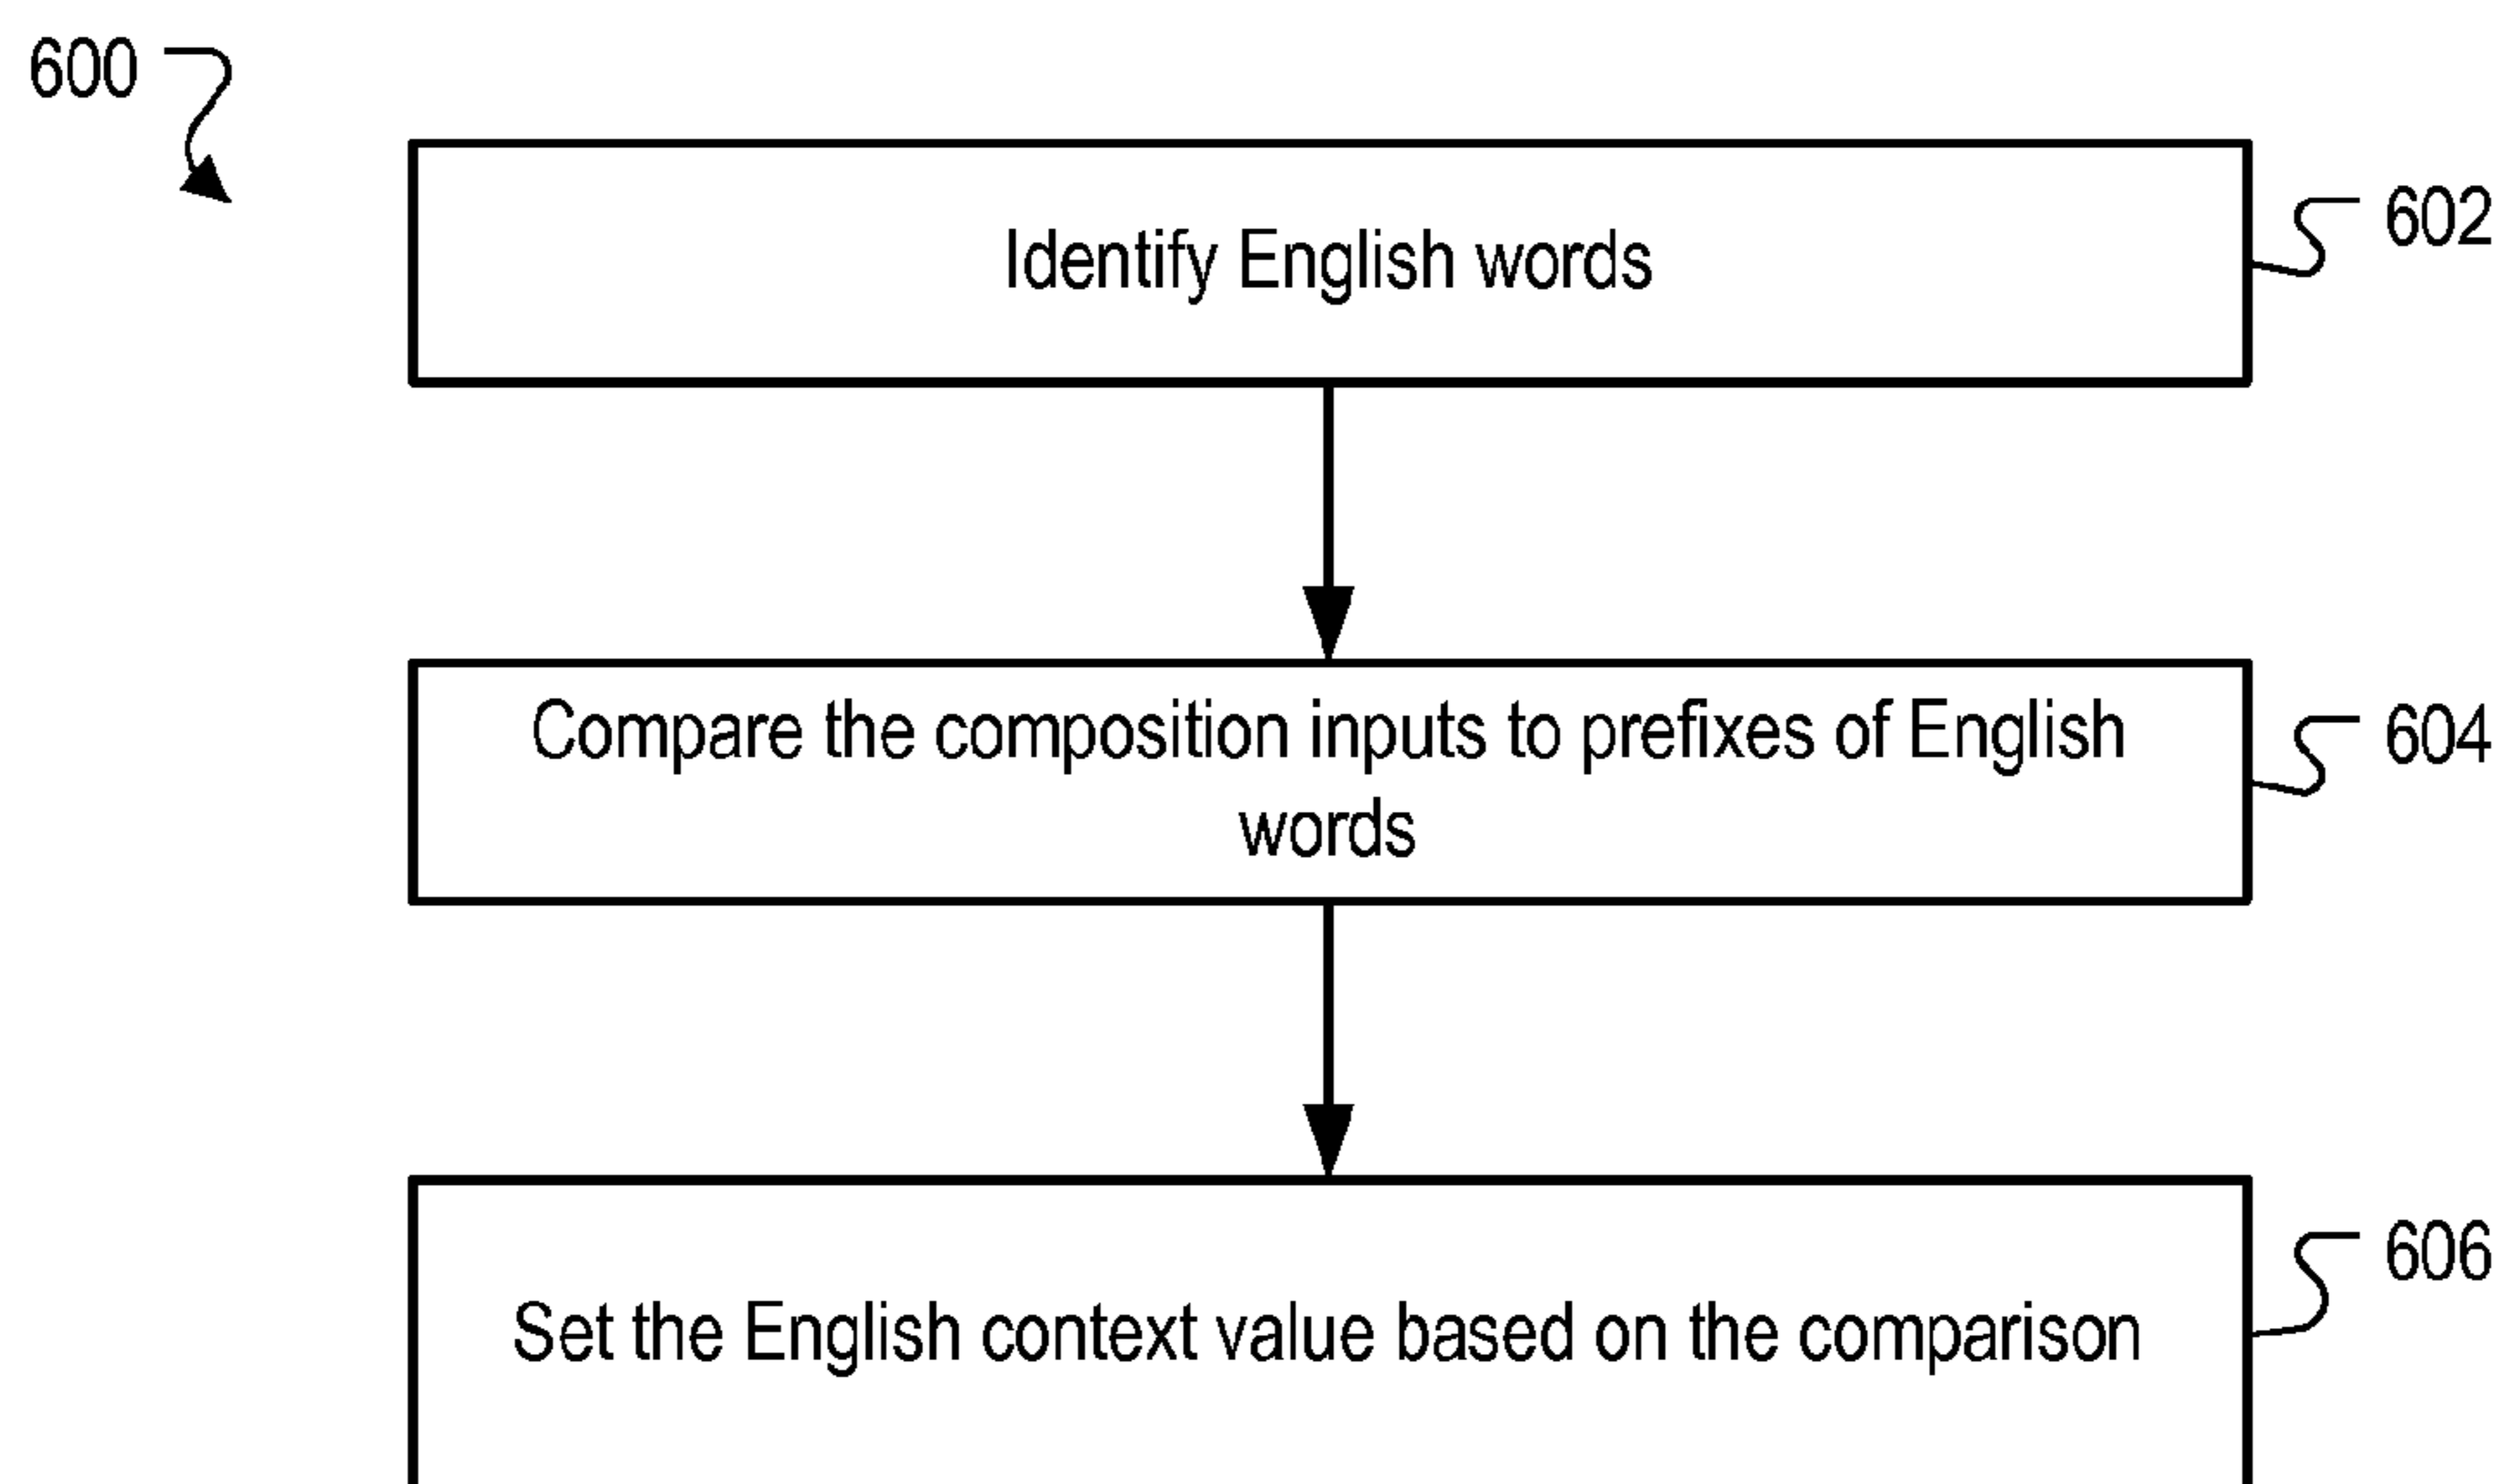 600
Identify English words
602
Compare the composition inputs to prefixes of English
words
604
Set the English context value based on the comparison
606